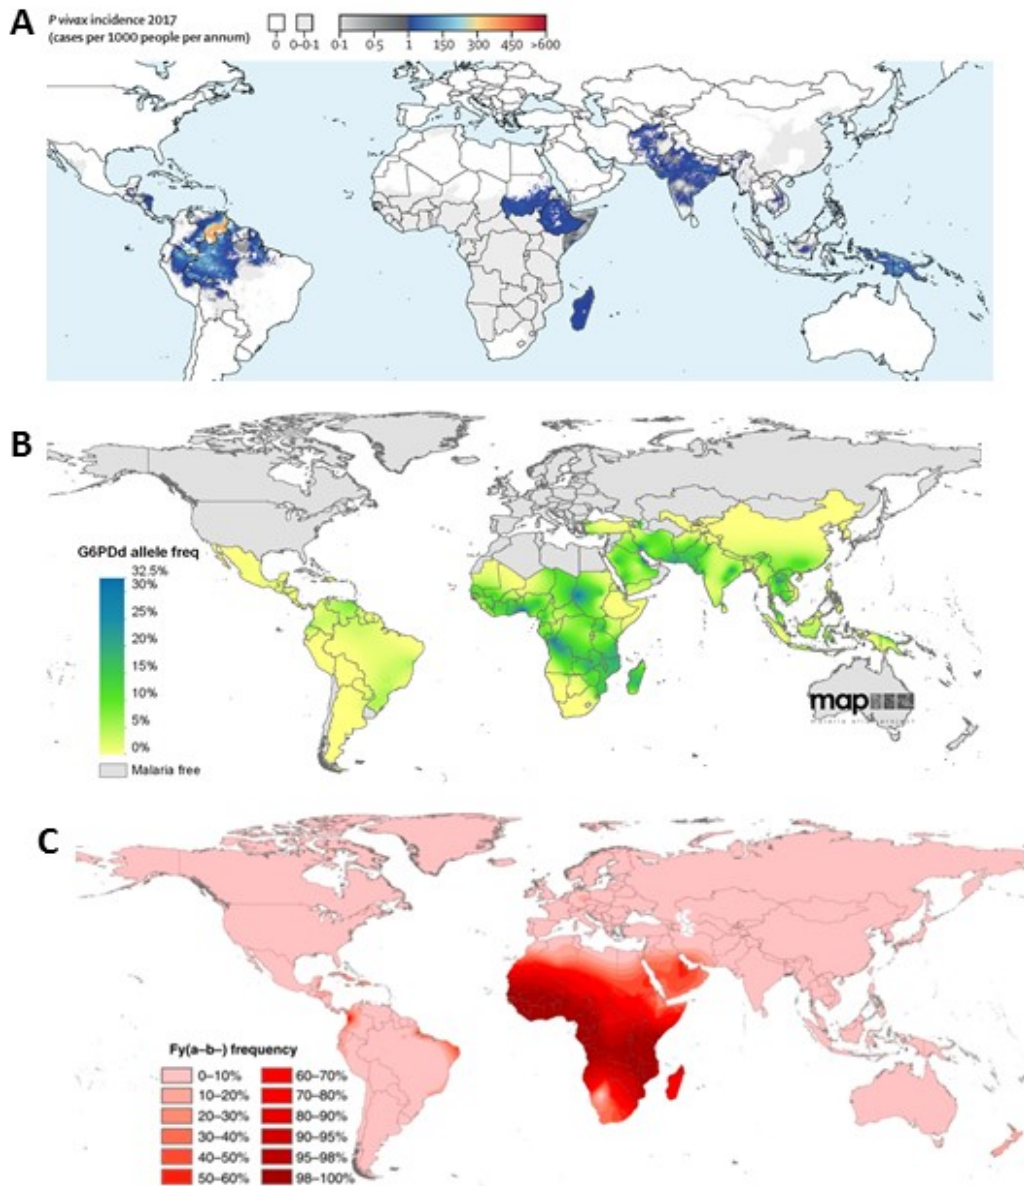 A
P vivax incidence 2017
(cases per 1000 people per annum)
0 0–0·1 0·1 0·5 1 150 300 450 >600
B
G6PDd allele freq
32.5%
30%
20%
15%
10%
5%
0%
Malaria free
map
malaria atlas project
C
Fy(a–b–) frequency
0–10% 60–70%
10–20% 70–80%
20–30% 80–90%
30–40% 90–95%
40–50% 95–98%
50–60% 98–100%